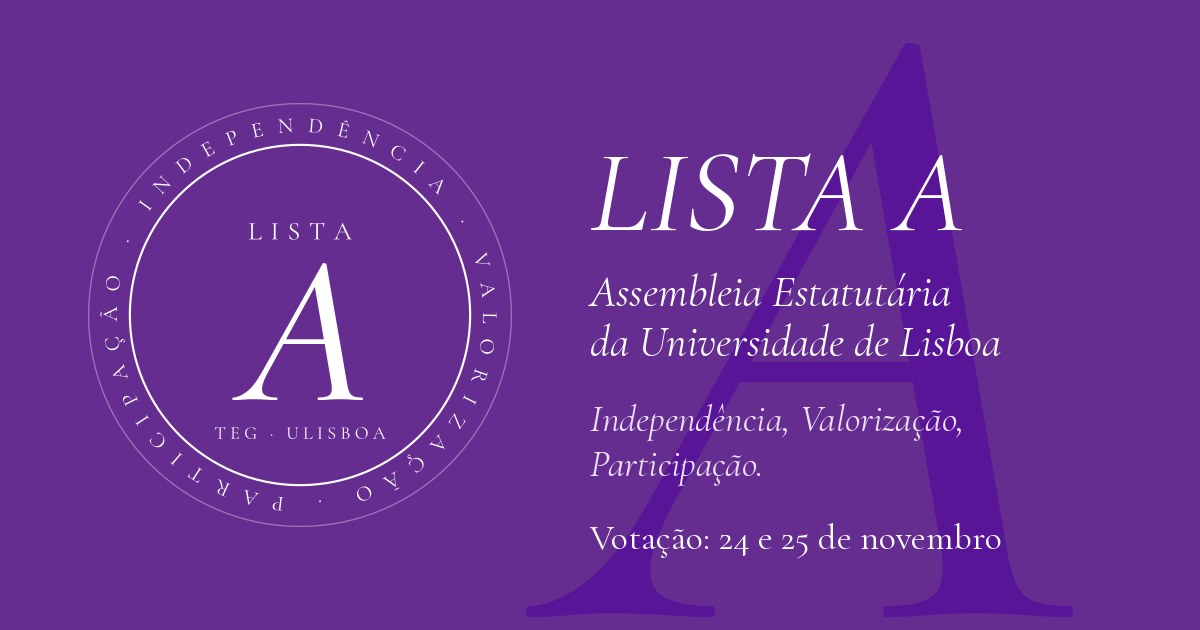 INDEPENDÊNCIA · VALORIZAÇÃO · PARTICIPAÇÃO ·
LISTA
A
TEG · ULISBOA
LISTA A
Assembleia Estatutária
da Universidade de Lisboa
Independência, Valorização,
Participação.
Votação: 24 e 25 de novembro
A